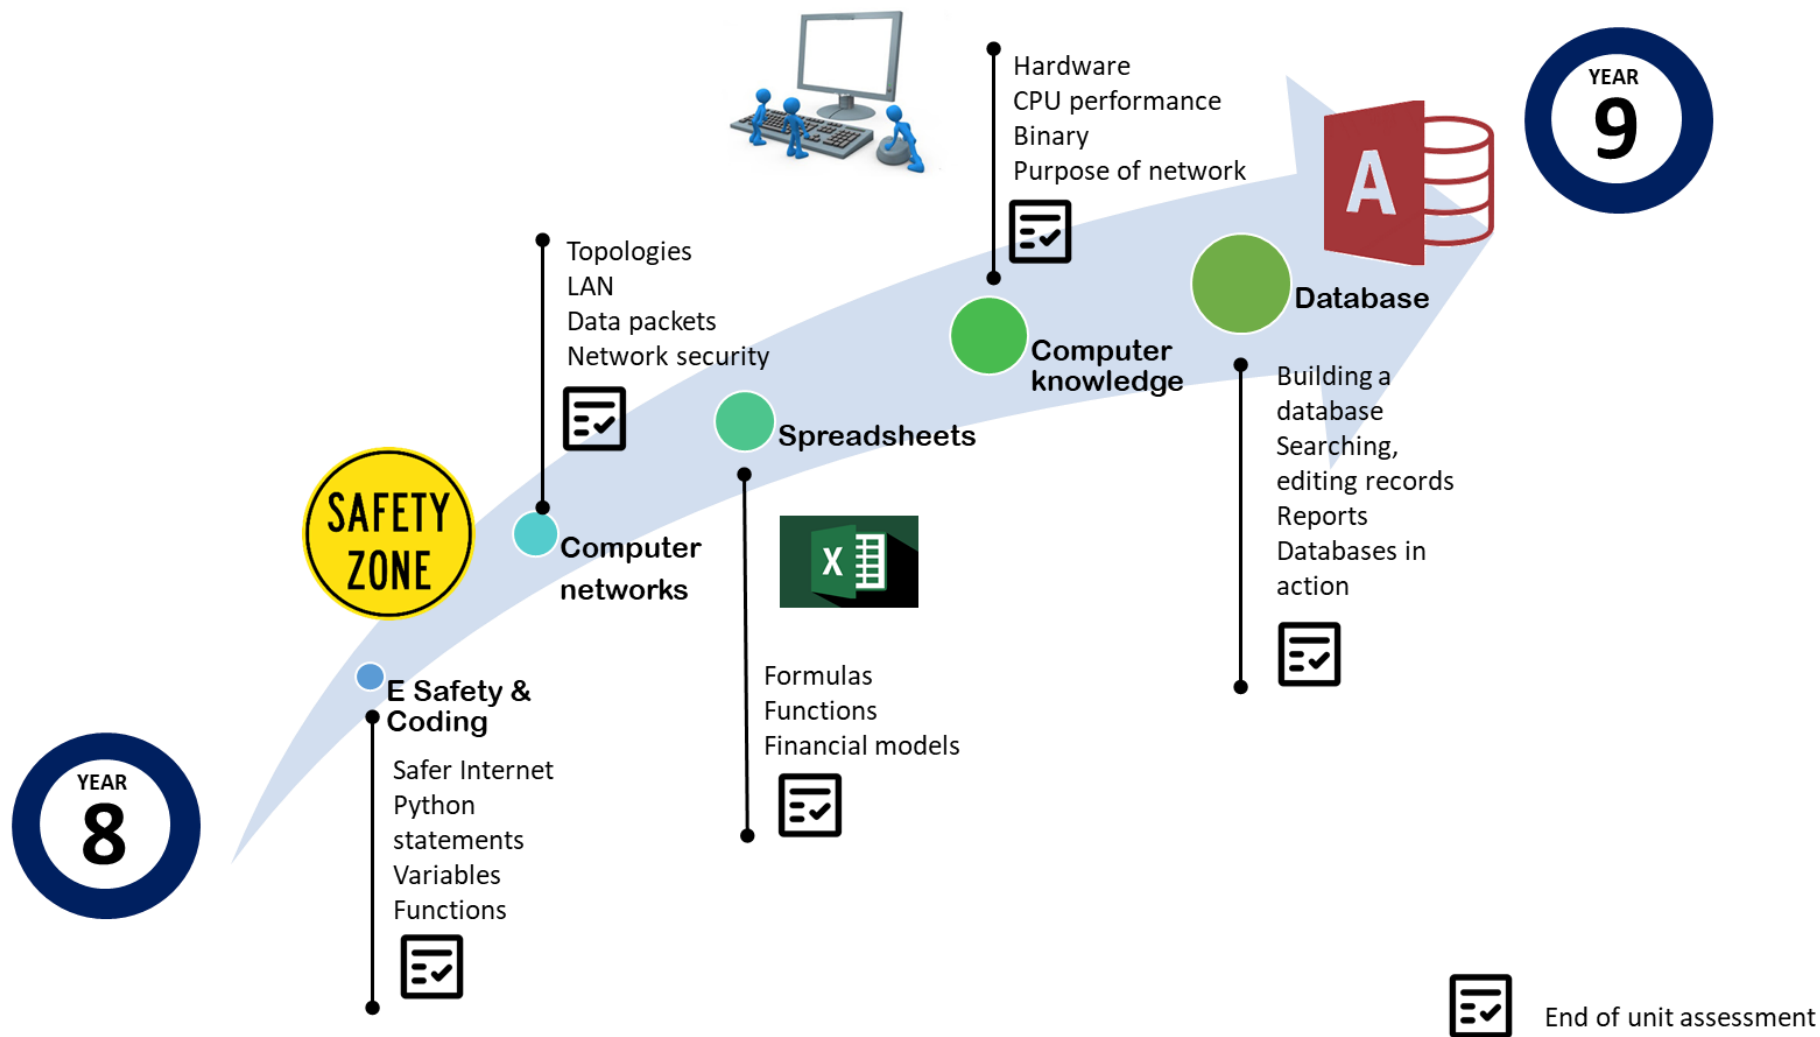 YEAR
8
SAFETY
ZONE
E Safety &
Coding
Safer Internet
Python
statements
Variables
Functions
Topologies
LAN
Data packets
Network security
Computer
networks
Spreadsheets
X
Formulas
Functions
Financial models
Hardware
CPU performance
Binary
Purpose of network
Computer
knowledge
A
Database
Building a
database
Searching,
editing records
Reports
Databases in
action
YEAR
9
End of unit assessment